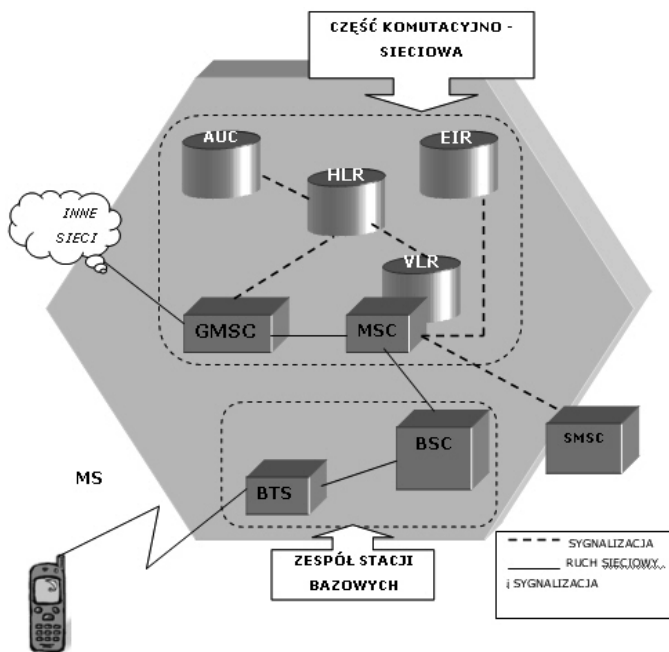 CZĘŚĆ KOMUTACYJNO -
SIECIOWA
AUC
EIR
HLR
INNE
SIECI
VLR
GMSC
MSC
BSC
SMSC
MS
BTS
ZESPÓŁ STACJI
BAZOWYCH
SYGNALIZACJA
RUCH SIECIOWY
i SYGNALIZACJA